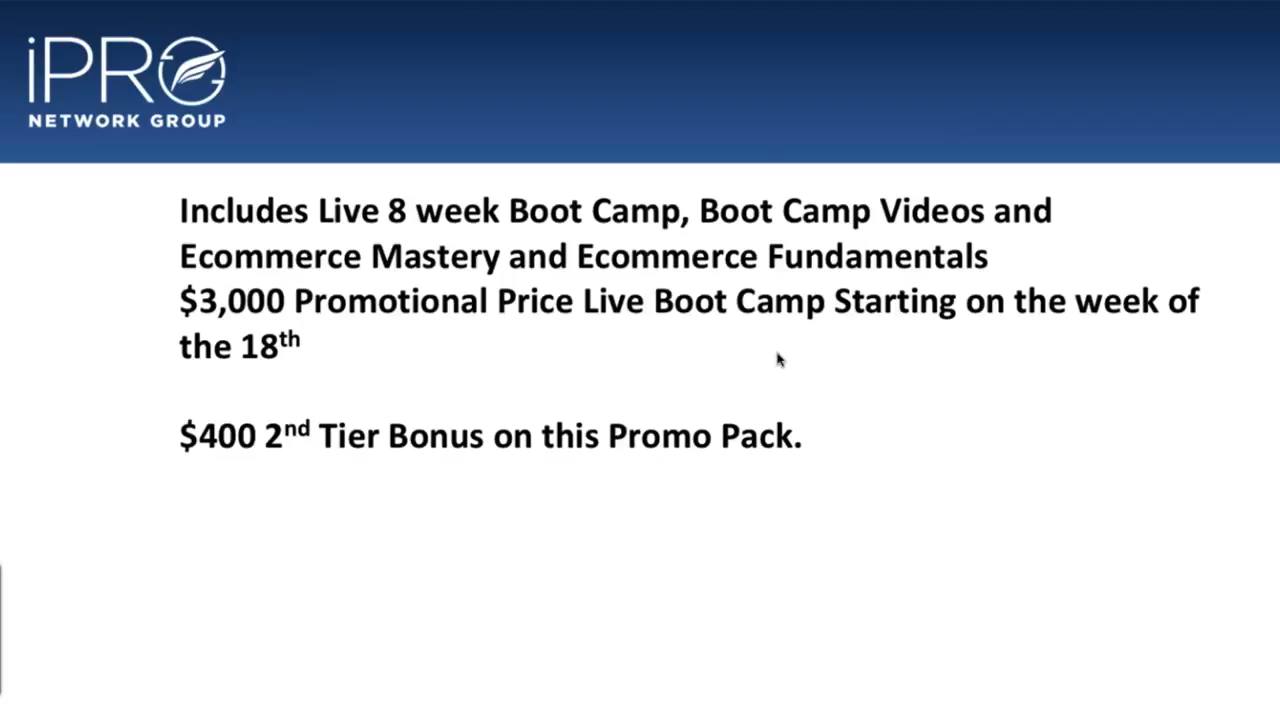 iPRO
NETWORK GROUP
Includes Live 8 week Boot Camp, Boot Camp Videos and
Ecommerce Mastery and Ecommerce Fundamentals
$3,000 Promotional Price Live Boot Camp Starting on the week of
the 18th
$400 2nd Tier Bonus on this Promo Pack.